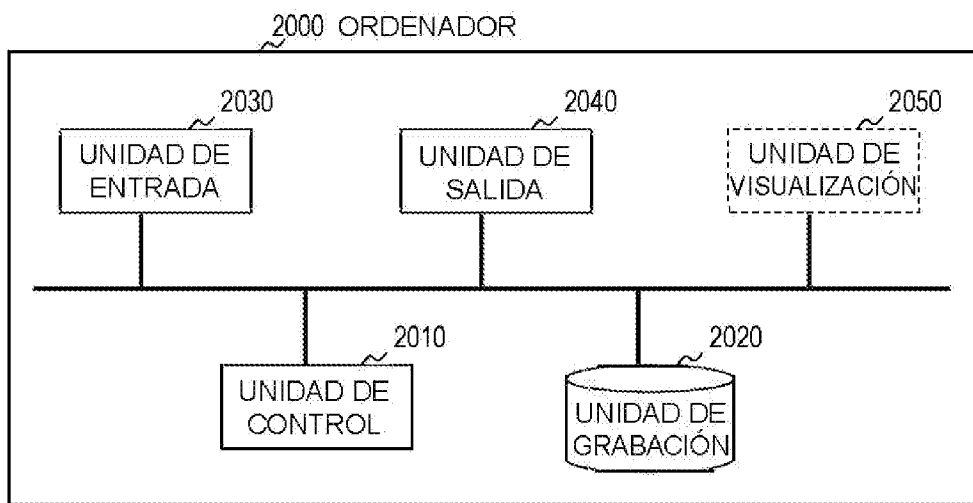 2000 ORDENADOR
2030
UNIDAD DE
ENTRADA
2040
UNIDAD DE
SALIDA
2050
UNIDAD DE
VISUALIZACIÓN
2010
UNIDAD DE
CONTROL
2020
UNIDAD DE
GRABACIÓN